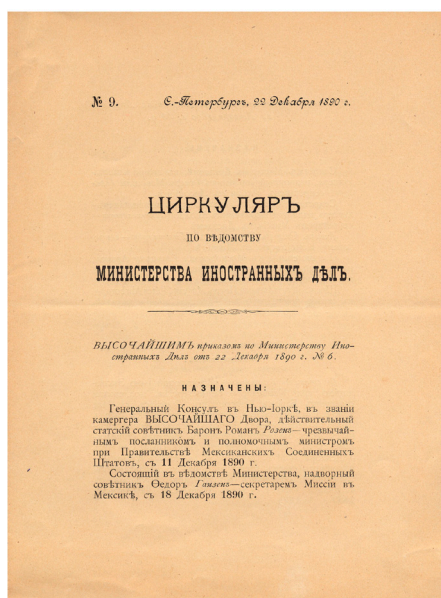 № 9. С.-Петербургъ, 22 Декабря 1890 г.
ЦИРКУЛЯРЪ
ПО ВѢДОМСТВУ
МИНИСТЕРСТВА ИНОСТРАННЫХЪ ДѢЛЪ.
ВЫСОЧАЙШИМЪ приказомъ по Министерству Ино-
странныхъ Дѣлъ отъ 22 Декабря 1890 г. № 6.
НАЗНАЧЕНЫ:
Генеральный Консулъ въ Нью-Іоркѣ, въ званіи
камергера ВЫСОЧАЙШАГО Двора, дѣйствительный
статскій совѣтникъ Баронъ Романъ Розенъ—чрезвычай-
нымъ посланникомъ и полномочнымъ министромъ
при Правительствѣ Мексиканскихъ Соединенныхъ
Штатовъ, съ 11 Декабря 1890 г.
Состоящій въ вѣдомствѣ Министерства, надворный
совѣтникъ Ѳедоръ Ганзенъ—секретаремъ Миссіи въ
Мексикѣ, съ 18 Декабря 1890 г.